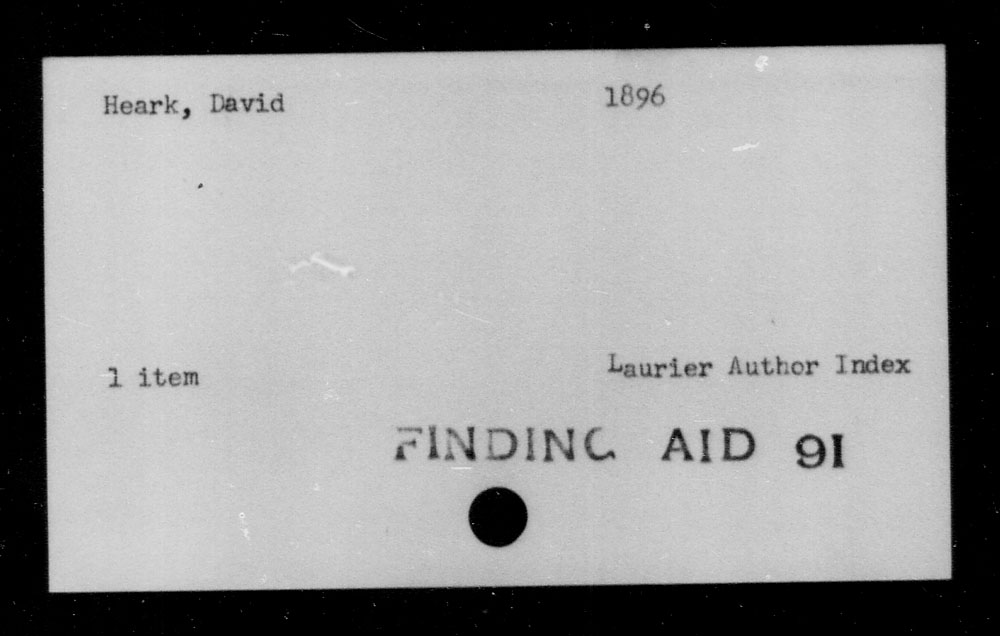 Heark, David 1896
1 item Laurier Author Index
FINDING AID 91